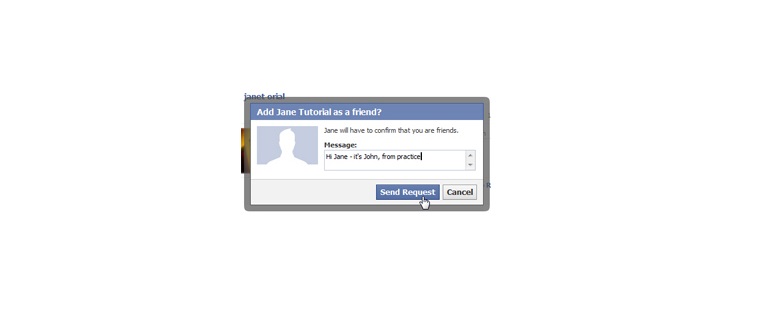 janet orial
Add Jane Tutorial as a friend?
Jane will have to confirm that you are friends.
Message:
Hi Jane - it's John, from practice
Send Request
Cancel
R